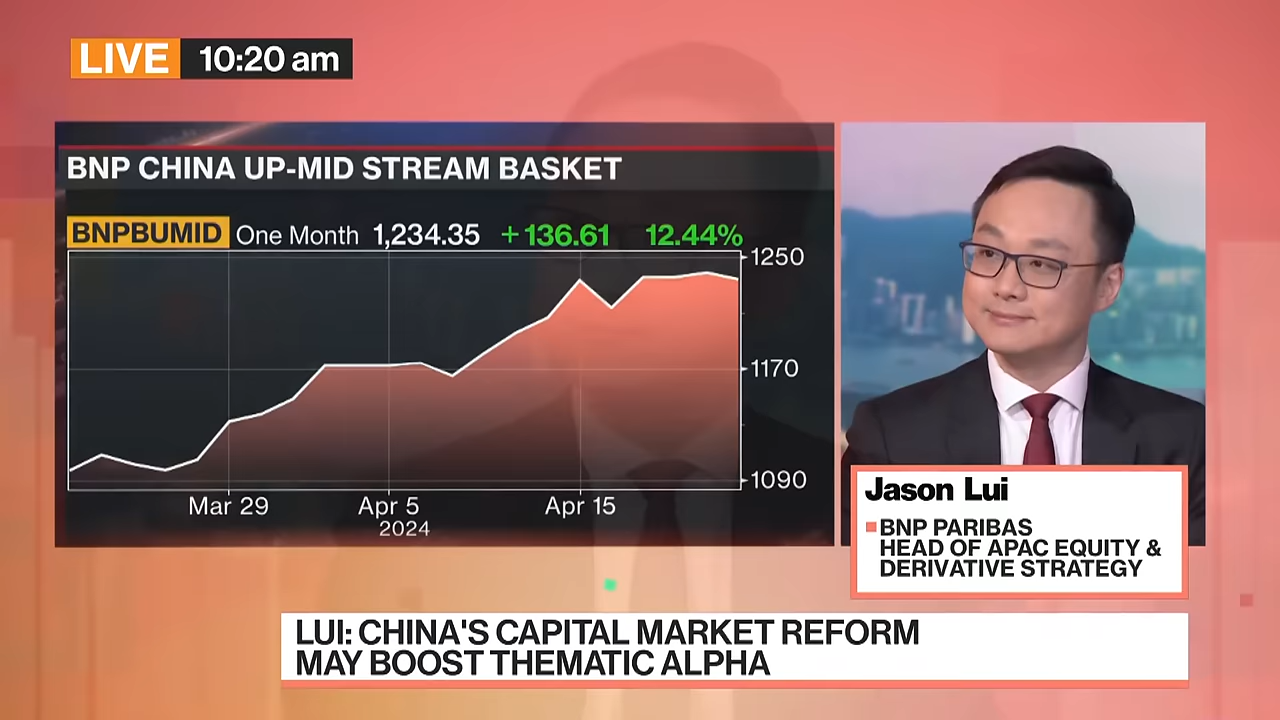 LIVE 10:20 am
BNP CHINA UP-MID STREAM BASKET
BNPBUMID One Month 1,234.35 +136.61 12.44%
1250
1170
1090
Mar 29 Apr 5 Apr 15
2024
Jason Lui
BNP PARIBAS
HEAD OF APAC EQUITY &
DERIVATIVE STRATEGY
LUI: CHINA'S CAPITAL MARKET REFORM
MAY BOOST THEMATIC ALPHA